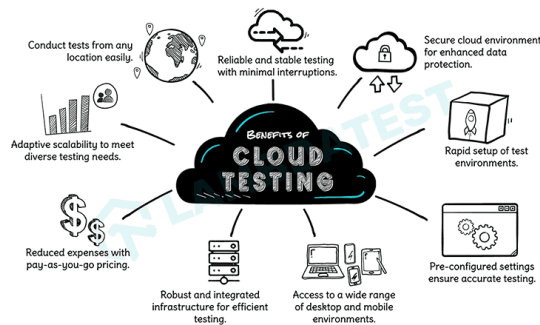 Conduct tests from any
location easily.
Reliable and stable testing
with minimal interruptions.
Secure cloud environment
for enhanced data
protection.
Adaptive scalability to meet
diverse testing needs.
BENEFITS OF
CLOUD
TESTING
Rapid setup of test
environments.
Reduced expenses with
pay-as-you-go pricing.
Robust and integrated
infrastructure for efficient
testing.
Access to a wide range
of desktop and mobile
environments.
Pre-configured settings
ensure accurate testing.